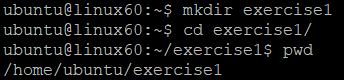 ubuntu@linux60:~$ mkdir exercise1
ubuntu@linux60:~$ cd exercise1/
ubuntu@linux60:~/exercise1$ pwd
/home/ubuntu/exercise1